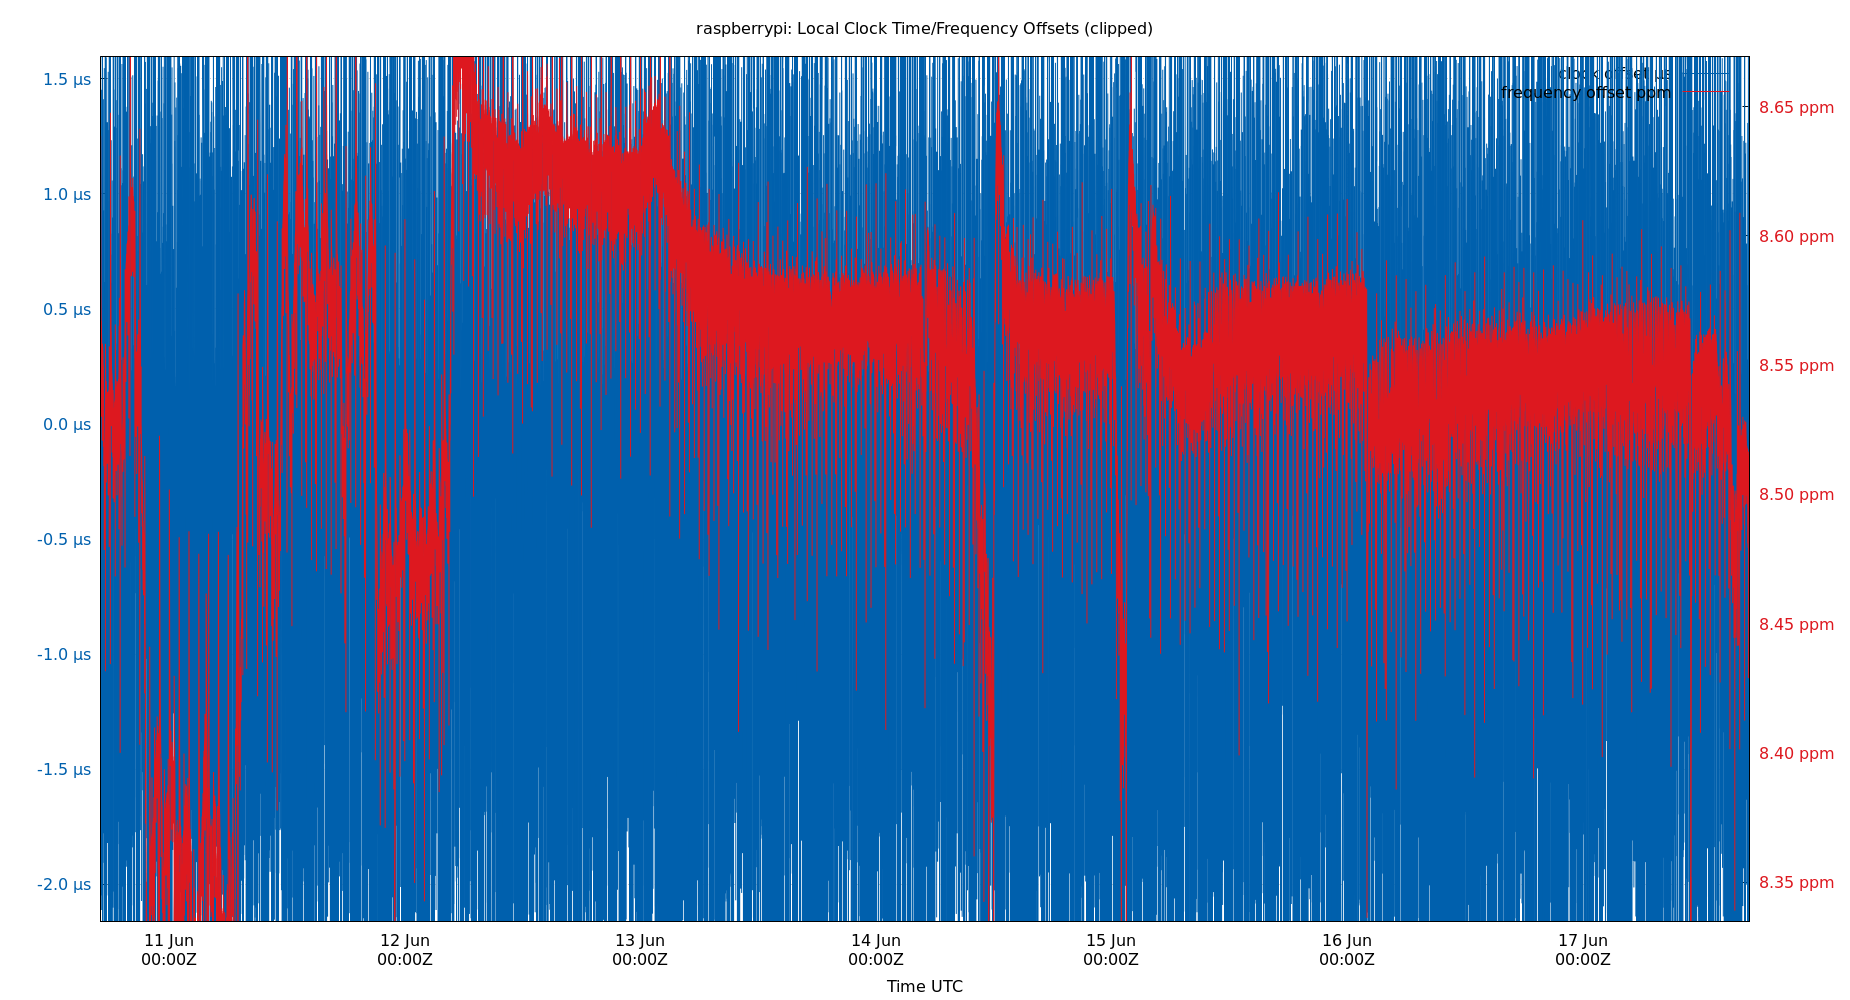 raspberrypi: Local Clock Time/Frequency Offsets (clipped)
clock offset µs
frequency offset ppm
1.5 µs
1.0 µs
0.5 µs
0.0 µs
-0.5 µs
-1.0 µs
-1.5 µs
-2.0 µs
8.65 ppm
8.60 ppm
8.55 ppm
8.50 ppm
8.45 ppm
8.40 ppm
8.35 ppm
11 Jun 12 Jun 13 Jun 14 Jun 15 Jun 16 Jun 17 Jun
00:00Z 00:00Z 00:00Z 00:00Z 00:00Z 00:00Z 00:00Z
Time UTC